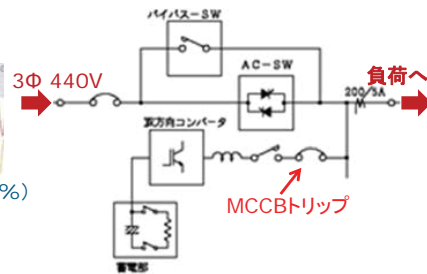 バイパス-SW
3Φ 440V
AC-SW
負荷へ
200/5A
双方向コンバータ
%)
MCCBトリップ
蓄電部